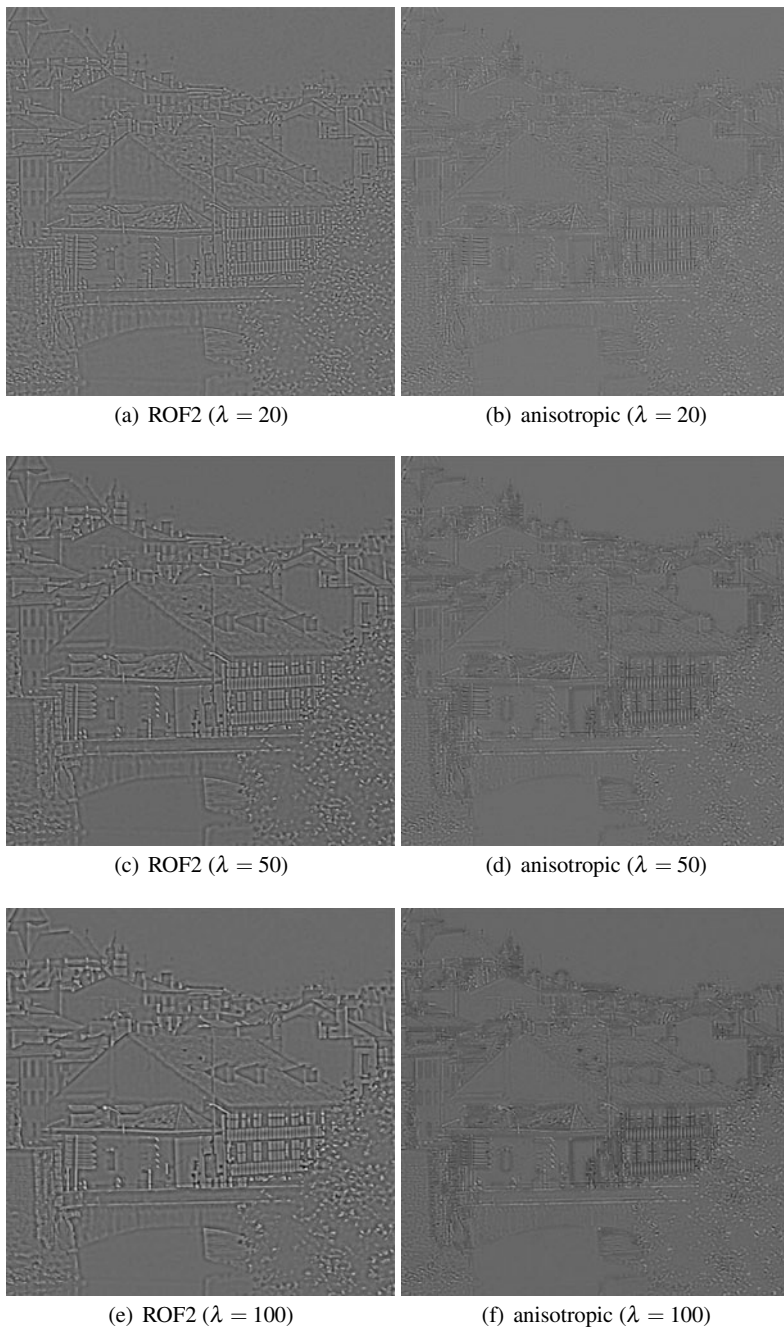 (a) ROF2 (λ = 20)
(b) anisotropic (λ = 20)
(c) ROF2 (λ = 50)
(d) anisotropic (λ = 50)
(e) ROF2 (λ = 100)
(f) anisotropic (λ = 100)